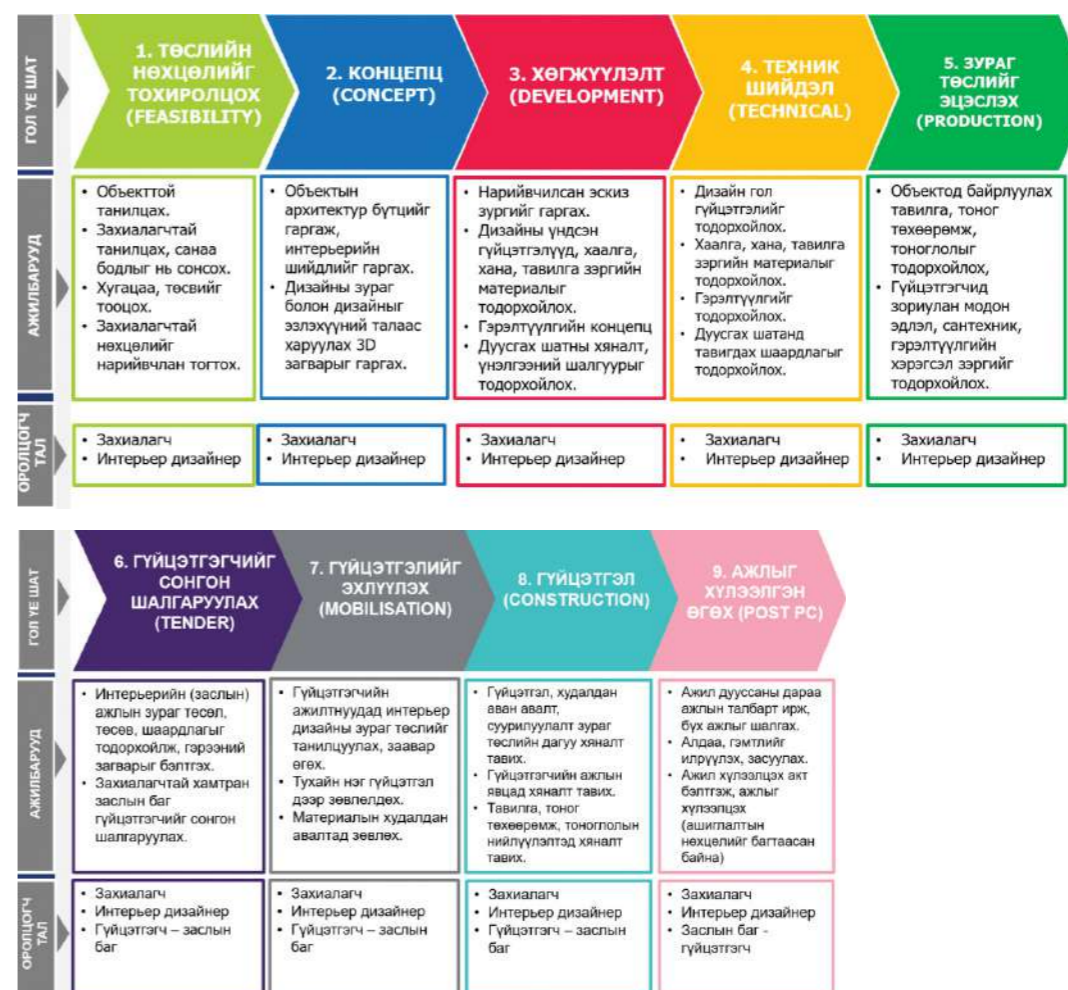 ГОЛ ҮЕ ШАТ
1. ТӨСЛИЙН
НӨХЦӨЛИЙГ
ТОХИРОЛЦОХ
(FEASIBILITY)
2. КОНЦЕПЦ
(CONCEPT)
3. ХӨГЖҮҮЛЭЛТ
(DEVELOPMENT)
4. ТЕХНИК
ШИЙДЭЛ
(TECHNICAL)
5. ЗУРАГ
ТӨСЛИЙГ
ЭЦЭСЛЭХ
(PRODUCTION)
АЖИЛБАРУУД
• Объекттой
танилцах.
• Захиалагчтай
танилцах, санаа
бодлыг нь сонсох.
• Хугацаа, төсвийг
тооцох.
• Захиалагчтай
нөхцөлийг
нарийвчлан тогтох.
• Объектын
архитектур бүтцийг
гаргаж,
интерьерийн
шийдлийг гаргах.
• Дизайны зураг
болон дизайныг
эзлэхүүний талаас
харуулах 3D
загварыг гаргах.
• Нарийвчилсан эскиз
зургийг гаргах.
• Дизайны үндсэн
гүйцэтгэлүүд, хаалга,
хана, тавилга зэргийн
материалыг
тодорхойлох.
• Гэрэлтүүлгийн концепц
• Дуусгах шатны хяналт,
үнэлгээний шалгуурыг
тодорхойлох.
• Дизайн гол
гүйцэтгэлийг
тодорхойлох.
• Хаалга, хана, тавилга
зэргийн материалыг
тодорхойлох.
• Гэрэлтүүлгийг
тодорхойлох.
• Дуусгах шатанд
тавигдах шаардлагыг
тодорхойлох.
• Объектод байрлуулах
тавилга, тоног
төхөөрөмж,
тоноглолыг
тодорхойлох,
• Гүйцэтгэгчид
зориулан модон
эдлэл, сантехник,
гэрэлтүүлгийн
хэрэгсэл зэргийг
тодорхойлох.
ОРОЛЦОГЧ
ТАЛ
• Захиалагч
• Интерьер дизайнер
• Захиалагч
• Интерьер дизайнер
• Захиалагч
• Интерьер дизайнер
• Захиалагч
• Интерьер дизайнер
• Захиалагч
• Интерьер дизайнер
ГОЛ ҮЕ ШАТ
6. ГҮЙЦЭТГЭГЧИЙГ
СОНГОН
ШАЛГАРУУЛАХ
(TENDER)
7. ГҮЙЦЭТГЭЛИЙГ
ЭХЛҮҮЛЭХ
(MOBILISATION)
8. ГҮЙЦЭТГЭЛ
(CONSTRUCTION)
9. АЖЛЫГ
ХҮЛЭЭЛГЭН
ӨГӨХ (POST PC)
АЖИЛБАРУУД
• Интерьерийн (заслын)
ажлын зураг төсөл,
төсөв, шаардлагыг
тодорхойлж, гэрээний
загварыг бэлтгэх.
• Захиалагчтай хамтран
заслын баг
гүйцэтгэгчийг сонгон
шалгаруулах.
• Гүйцэтгэгчийн
ажилтнуудад интерьер
дизайны зураг төслийг
танилцуулах, заавар
өгөх.
• Тухайн нэг гүйцэтгэл
дээр зөвлөлдөх.
• Материалын худалдан
авалтад зөвлөх.
• Гүйцэтгэл, худалдан
аван авалт,
суурилуулалт зураг
төслийн дагуу хяналт
тавих.
• Гүйцэтгэгчийн ажлын
явцад хяналт тавих.
• Тавилга, тоног
төхөөрөмж, тоноглолын
нийлүүлэлтэд хяналт
тавих.
• Ажил дууссаны дараа
ажлын талбарт ирж,
бүх ажлыг шалгах.
• Алдаа, гэмтлийг
илрүүлэх, засуулах.
• Ажил хүлээлцэх акт
бэлтгэж, ажлыг
хүлээлцэх
(ашиглалтын
нөхцөлийг багтаасан
байна)
ОРОЛЦОГЧ
ТАЛ
• Захиалагч
• Интерьер дизайнер
• Гүйцэтгэгч – заслын
баг
• Захиалагч
• Интерьер дизайнер
• Гүйцэтгэгч – заслын
баг
• Захиалагч
• Интерьер дизайнер
• Гүйцэтгэгч – заслын
баг
• Захиалагч
• Интерьер дизайнер
• Заслын баг -
гүйцэтгэгч